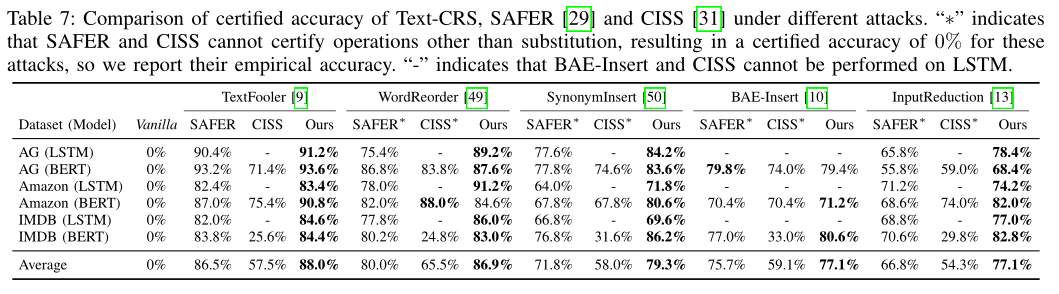 Table 7: Comparison of certified accuracy of Text-CRS, SAFER [29] and CISS [31] under different attacks. “*” indicates
that SAFER and CISS cannot certify operations other than substitution, resulting in a certified accuracy of 0% for these
attacks, so we report their empirical accuracy. “-” indicates that BAE-Insert and CISS cannot be performed on LSTM.
TextFooler [9] WordReorder [49] SynonymInsert [50] BAE-Insert [10] InputReduction [13]
Dataset (Model) Vanilla SAFER CISS Ours SAFER* CISS* Ours SAFER* CISS* Ours SAFER* CISS* Ours SAFER* CISS* Ours
AG (LSTM) 0% 90.4% - 91.2% 75.4% - 89.2% 77.6% - 84.2% - - - 65.8% - 78.4%
AG (BERT) 0% 93.2% 71.4% 93.6% 86.8% 83.8% 87.6% 77.8% 74.6% 83.6% 79.8% 74.0% 79.4% 55.8% 59.0% 68.4%
Amazon (LSTM) 0% 82.4% - 83.4% 78.0% - 91.2% 64.0% - 71.8% - - - 71.2% - 74.2%
Amazon (BERT) 0% 87.0% 75.4% 90.8% 82.0% 88.0% 84.6% 67.8% 67.8% 80.6% 70.4% 70.4% 71.2% 68.6% 74.0% 82.0%
IMDB (LSTM) 0% 82.0% - 84.6% 77.8% - 86.0% 66.8% - 69.6% - - - 68.8% - 77.0%
IMDB (BERT) 0% 83.8% 25.6% 84.4% 80.2% 24.8% 83.0% 76.8% 31.6% 86.2% 77.0% 33.0% 80.6% 70.6% 29.8% 82.8%
Average 0% 86.5% 57.5% 88.0% 80.0% 65.5% 86.9% 71.8% 58.0% 79.3% 75.7% 59.1% 77.1% 66.8% 54.3% 77.1%